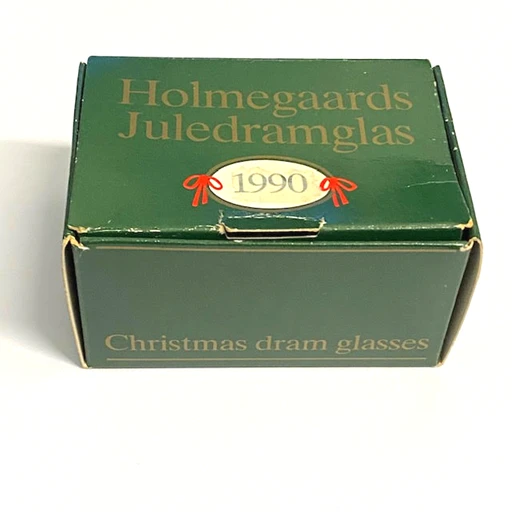 Holmegaards
Juledramglas
1990
Christmas dram glasses